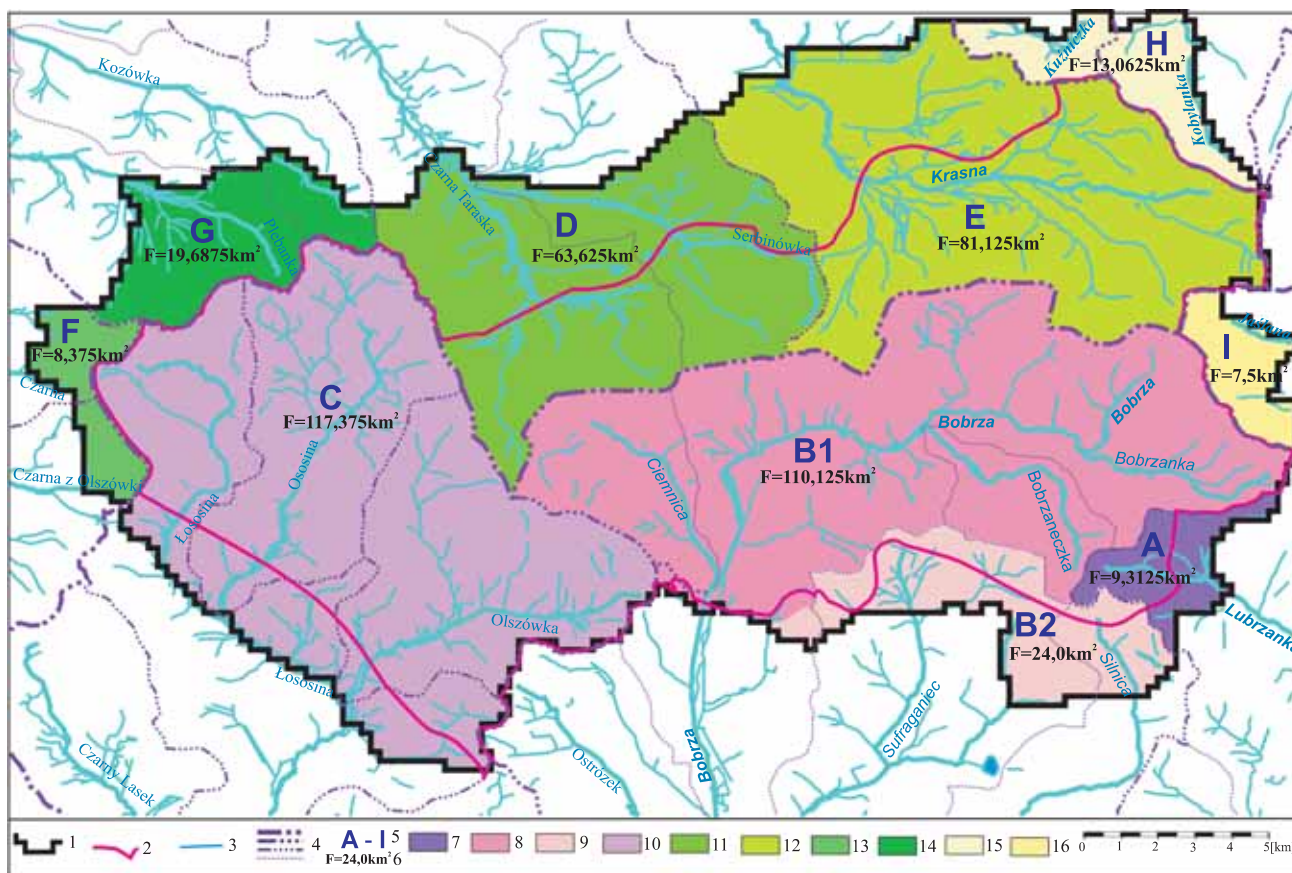 Kozówka
Kuźniczka
H
F=13,0625km²
Kobylanka
Czarna Taraska
Krasna
G
F=19,6875km²
Plebanka
D
F=63,625km²
Serbinówka
E
F=81,125km²
F
F=8,375km²
Czarna
I
F=7,5km²
C
F=117,375km²
Bobrza
Bobrza
B1
F=110,125km²
Ciemnica
Bobrzanka
Czarna z Olszówki
Ososina
Łososina
Bobrzaneczka
A
F=9,3125km²
Lubrzanka
Olszówka
B2
F=24,0km²
Silnica
Łososina
Sufraganiec
Bobrza
Ostrózek
Czarny Lasek
1 2 3 4 A - I 5 7 8 9 10 11 12 13 14 15 16 0 1 2 3 4 5[km]
F=24,0km² 6